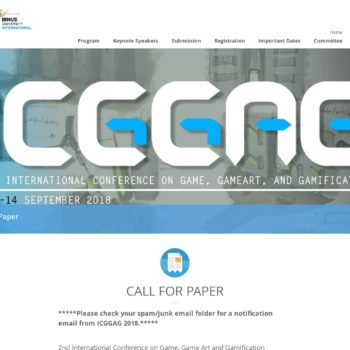 BINUS
UNIVERSITY
INTERNATIONAL
Home
Program Keynote Speakers Submission Registration Important Dates Committee
CGGAG
INTERNATIONAL CONFERENCE ON GAME, GAMEART, AND GAMIFICAT
-14 SEPTEMBER 2018
Paper
CALL FOR PAPER
*****Please check your spam/junk email folder for a notification
email from ICGGAG 2018.*****
2nd International Conference on Game, Game Art and Gamification